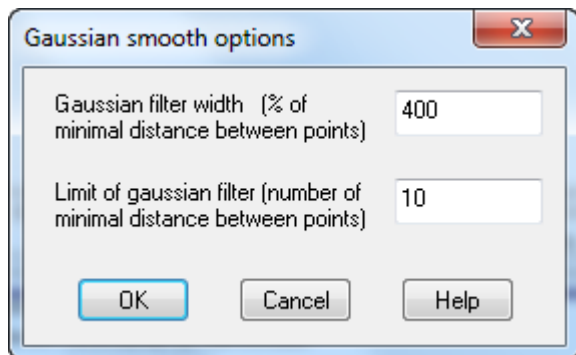 Gaussian smooth options
Gaussian filter width (% of
minimal distance between points)
400
Limit of gaussian filter (number of
minimal distance between points)
10
OK
Cancel
Help